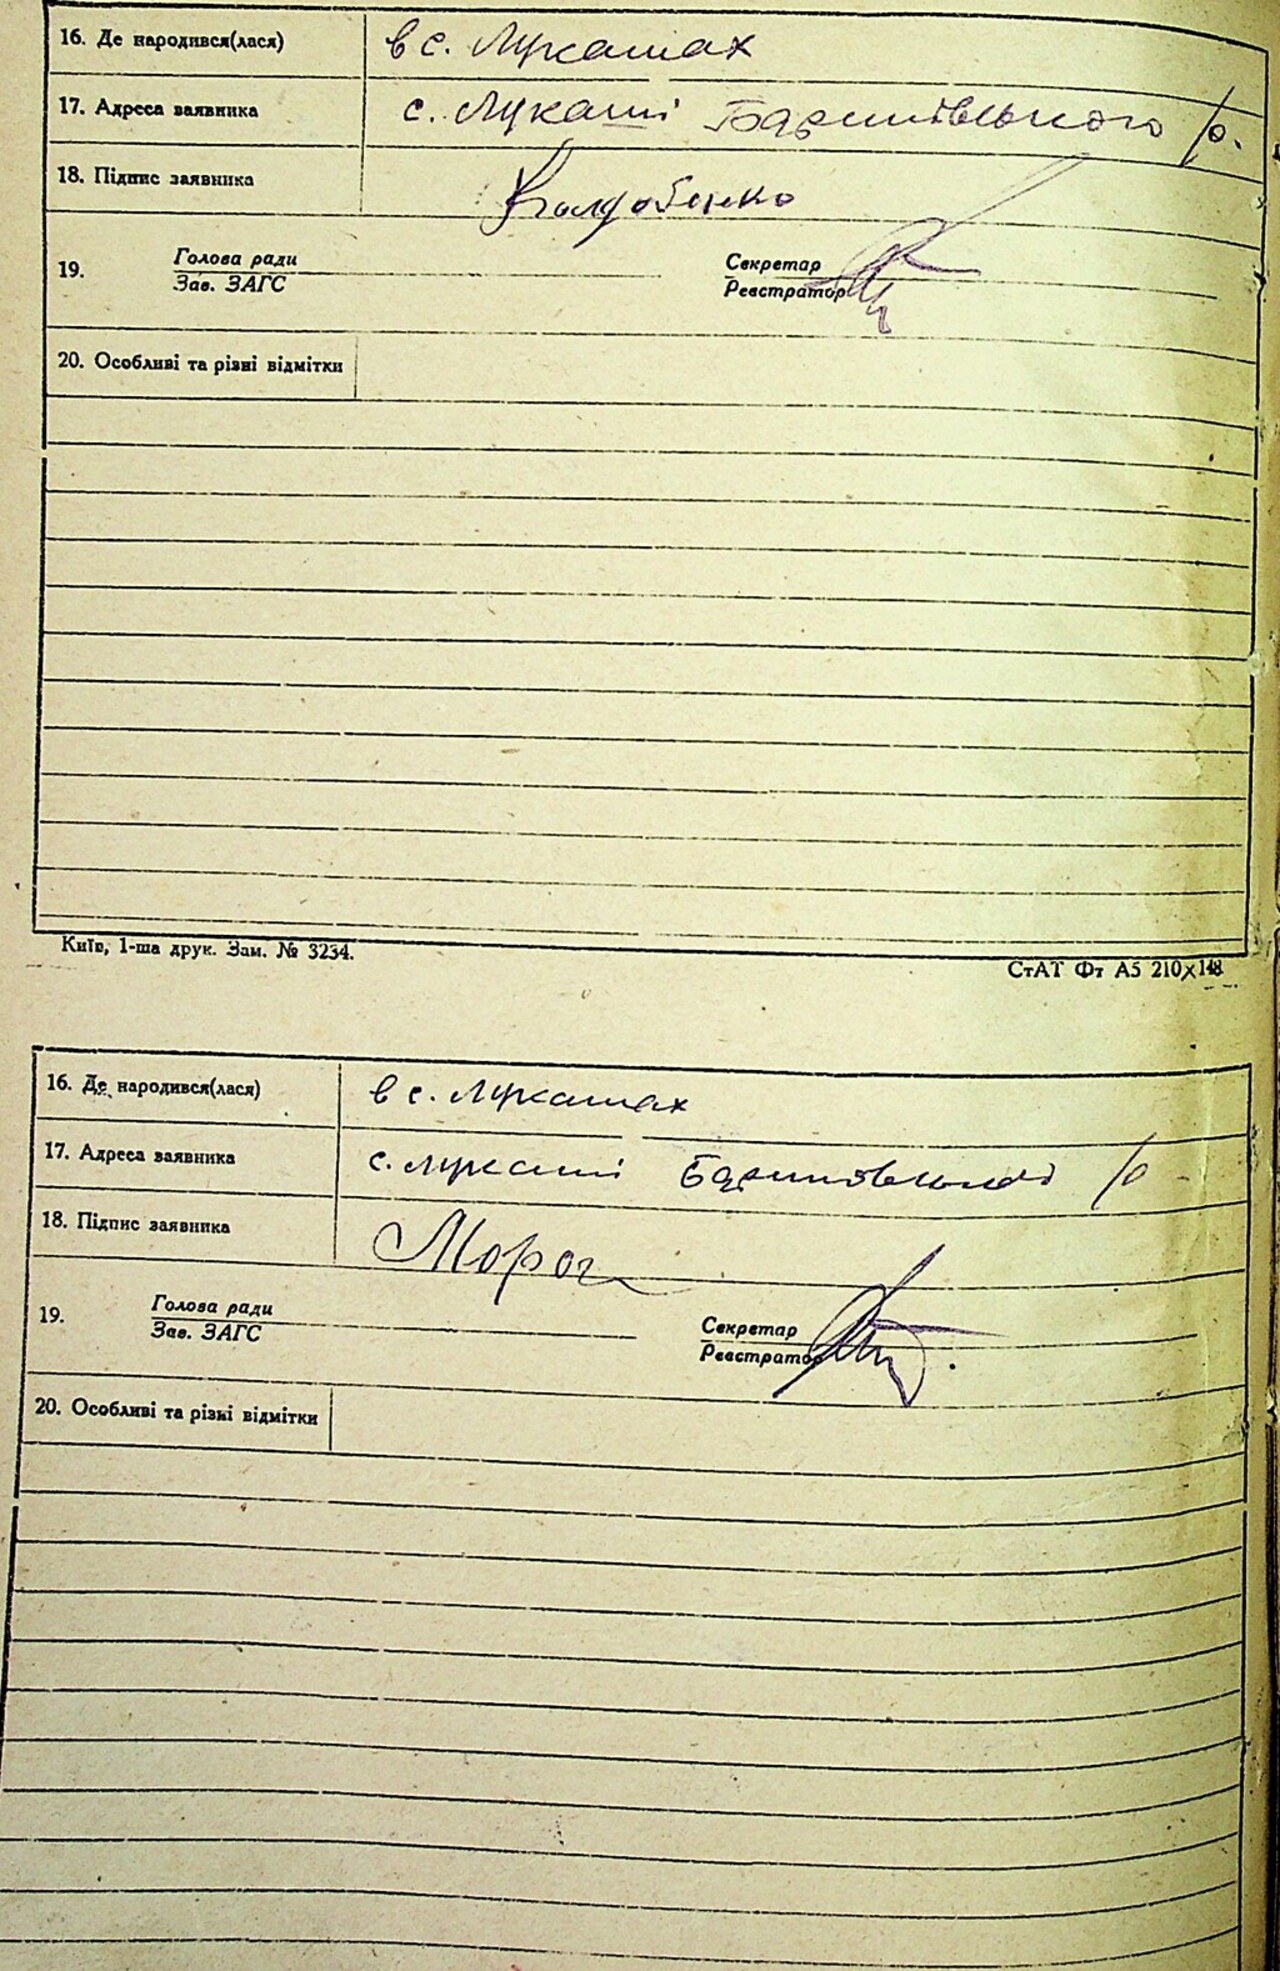 16. Де народився(лася) в с. Лукашах
17. Адреса заявника с. Лукаші Баришівського р.
18. Підпис заявника Колдобенко
19. Голова ради Секретар
Зав. ЗАГС Реєстратор
20. Особливі та різні відмітки
Київ, 1-ша друк. Зам. № 3234.
СтАТ Фт А5 210×148
16. Де народився(лася) в с. Лукашах
17. Адреса заявника с. Лукаші Баришівського р.
18. Підпис заявника Мороз
19. Голова ради Секретар
Зав. ЗАГС Реєстратор
20. Особливі та різні відмітки